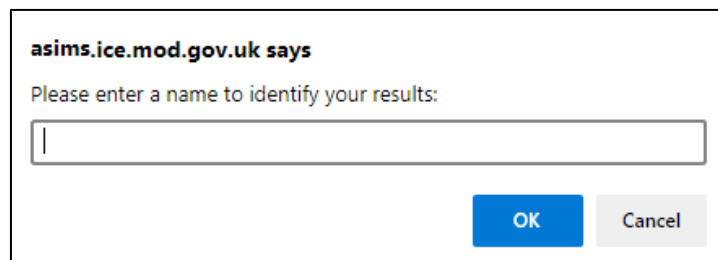 asims.ice.mod.gov.uk says
Please enter a name to identify your results:
OK Cancel